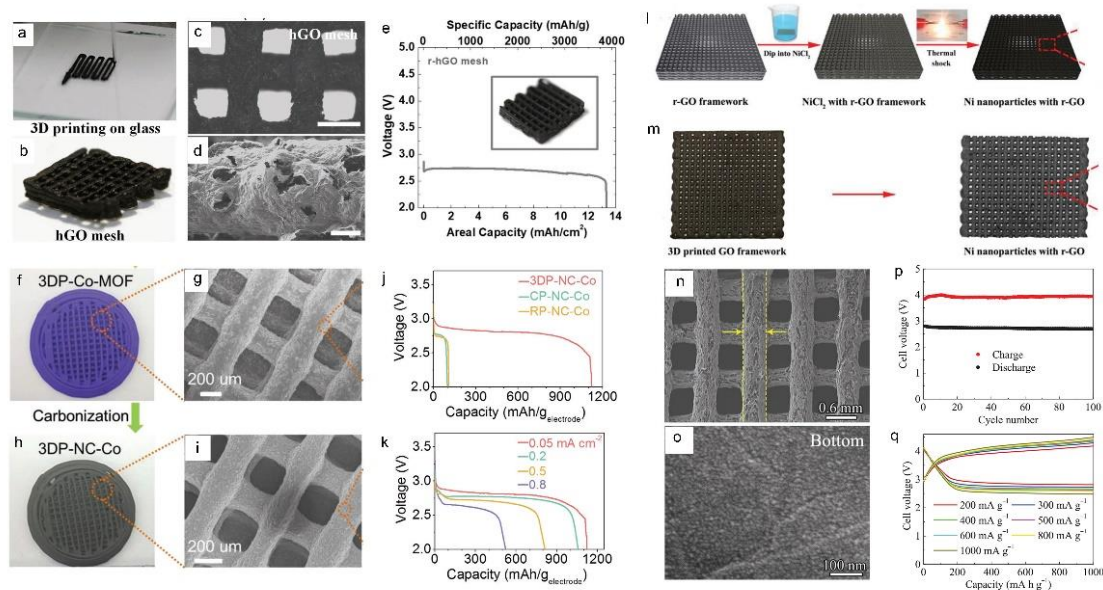 a
3D printing on glass
b
hGO mesh
c
hGO mesh
d
e
Specific Capacity (mAh/g)
0 1000 2000 3000 4000
r-hGO mesh
Voltage (V)
5.0
4.5
4.0
3.5
3.0
2.5
2.0
0 2 4 6 8 10 12 14
Areal Capacity (mAh/cm²)
f
3DP-Co-MOF
Carbonization
g
200 um
h
3DP-NC-Co
i
200 um
j
3DP-NC-Co
CP-NC-Co
RP-NC-Co
Voltage (V)
3.5
3.0
2.5
2.0
0 300 600 900 1200
Capacity (mAh/gelectrode)
k
0.05 mA cm⁻²
0.2
0.5
0.8
Voltage (V)
3.5
3.0
2.5
2.0
0 300 600 900 1200
Capacity (mAh/gelectrode)
l
Dip into NiCl₂
Thermal
shock
r-GO framework
NiCl₂ with r-GO framework
Ni nanoparticles with r-GO
m
3D printed GO framework
Ni nanoparticles with r-GO
n
0.6 mm
o
Bottom
100 nm
p
Cell voltage (V)
5
4
3
2
1
0
Charge
Discharge
0 20 40 60 80 100
Cycle number
q
Cell voltage (V)
4
2
0
200 mA g⁻¹ 300 mA g⁻¹
400 mA g⁻¹ 500 mA g⁻¹
600 mA g⁻¹ 800 mA g⁻¹
1000 mA g⁻¹
0 200 400 600 800 1000
Capacity (mA h g⁻¹)